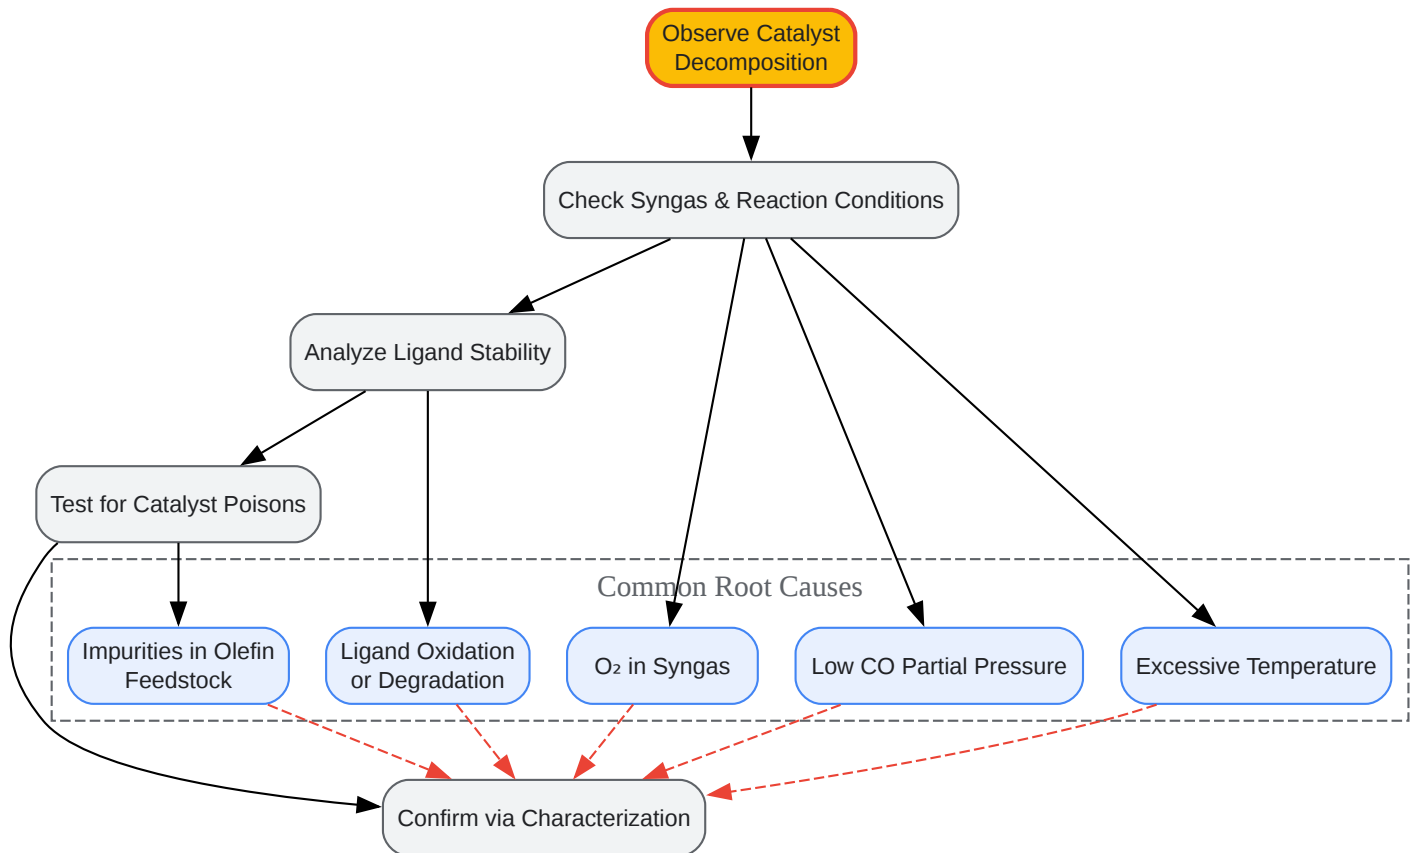 Observe Catalyst
Decomposition
Check Syngas & Reaction Conditions
Analyze Ligand Stability
Test for Catalyst Poisons
Common Root Causes
Impurities in Olefin
Feedstock
Ligand Oxidation
or Degradation
O₂ in Syngas
Low CO Partial Pressure
Excessive Temperature
Confirm via Characterization